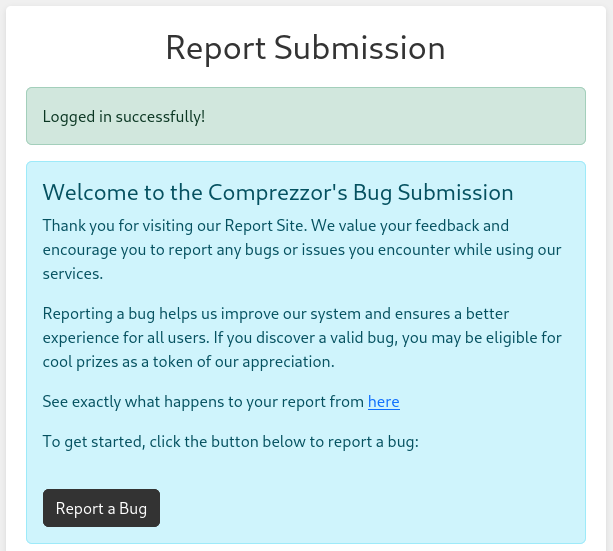 Report Submission
Logged in successfully!
Welcome to the Comprezzor's Bug Submission
Thank you for visiting our Report Site. We value your feedback and
encourage you to report any bugs or issues you encounter while using our
services.
Reporting a bug helps us improve our system and ensures a better
experience for all users. If you discover a valid bug, you may be eligible for
cool prizes as a token of our appreciation.
See exactly what happens to your report from here
To get started, click the button below to report a bug:
Report a Bug